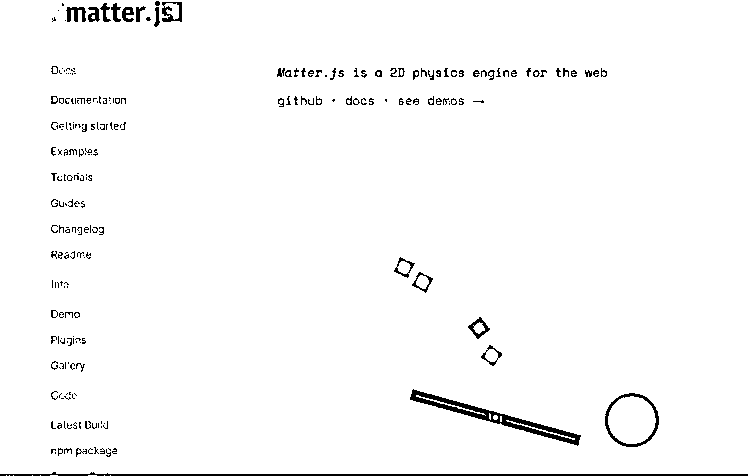 matter.js
Docs
Documentation
Getting started
Examples
Tutorials
Guides
Changelog
Readme
Info
Demo
Plugins
Gallery
Code
Latest Build
npm package
Matter.js is a 2D physics engine for the web
github · docs · see demos →